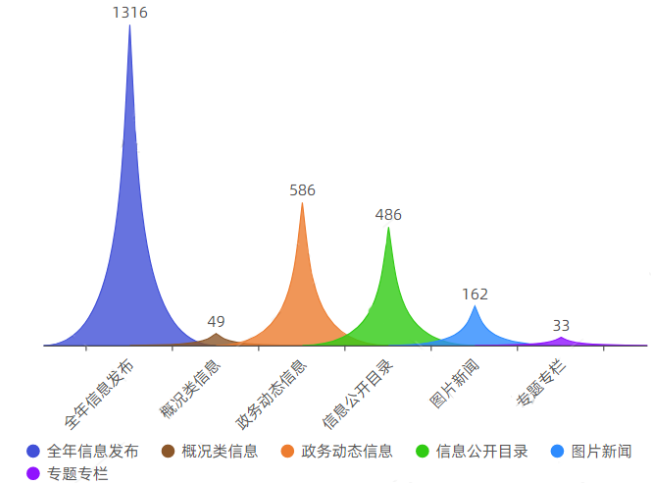 1316
586
486
162
49
33
全年信息发布
概况类信息
政务动态信息
信息公开目录
图片新闻
专题专栏
全年信息发布 概况类信息 政务动态信息 信息公开目录 图片新闻
专题专栏